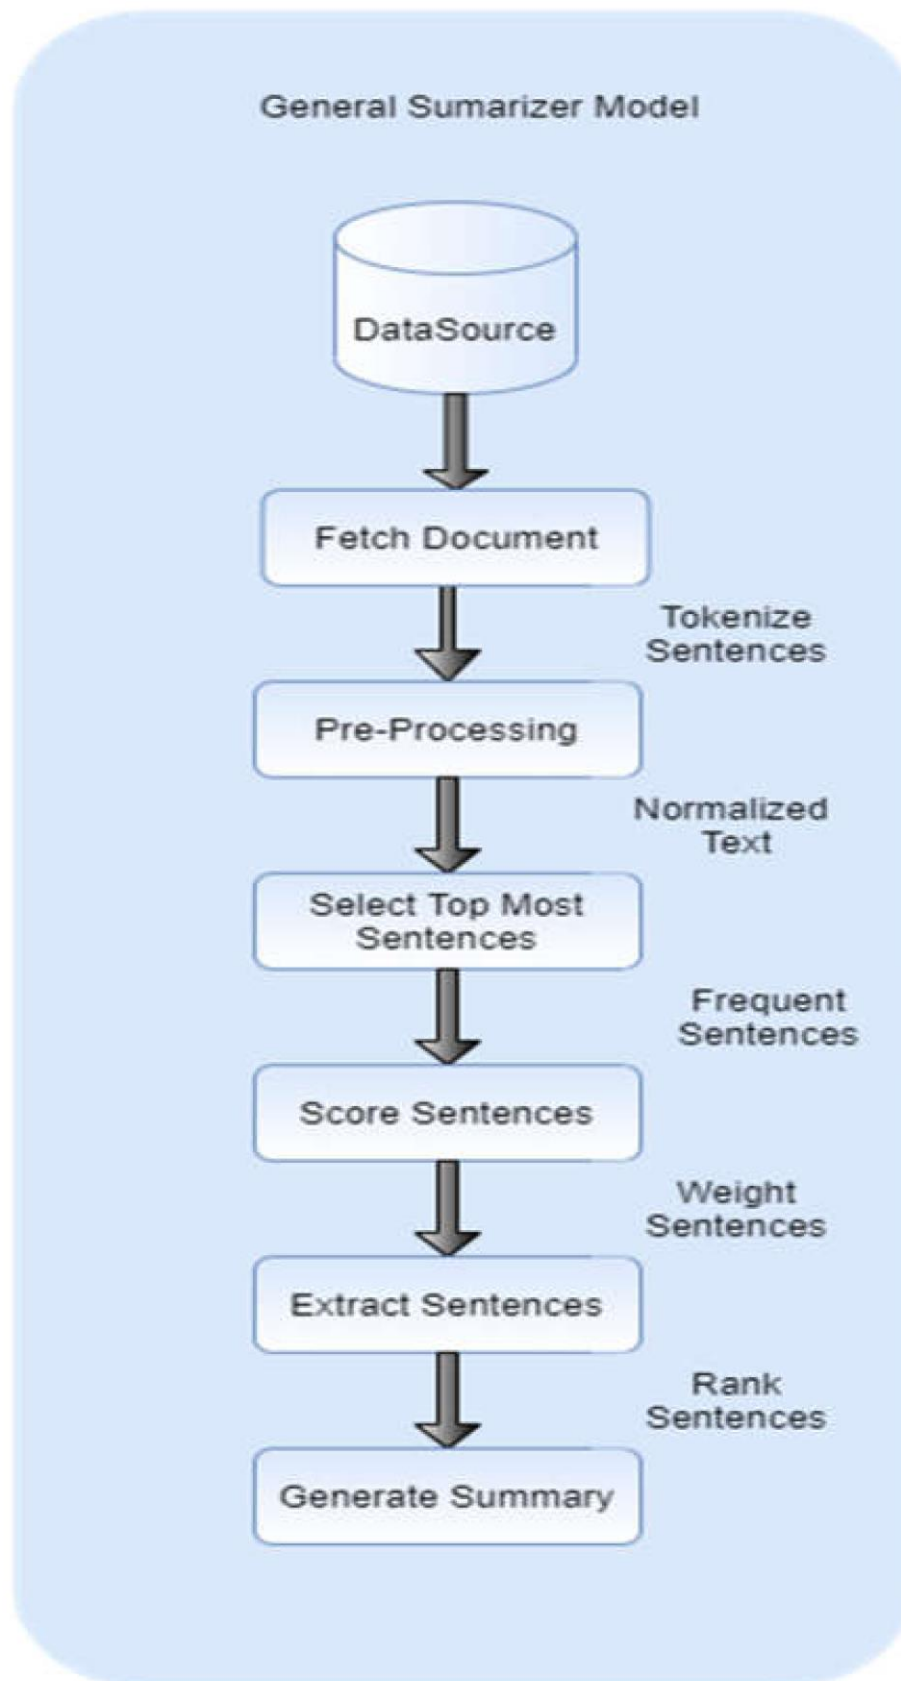 General Sumarizer Model
DataSource
Fetch Document
Tokenize
Sentences
Pre-Processing
Normalized
Text
Select Top Most
Sentences
Frequent
Sentences
Score Sentences
Weight
Sentences
Extract Sentences
Rank
Sentences
Generate Summary